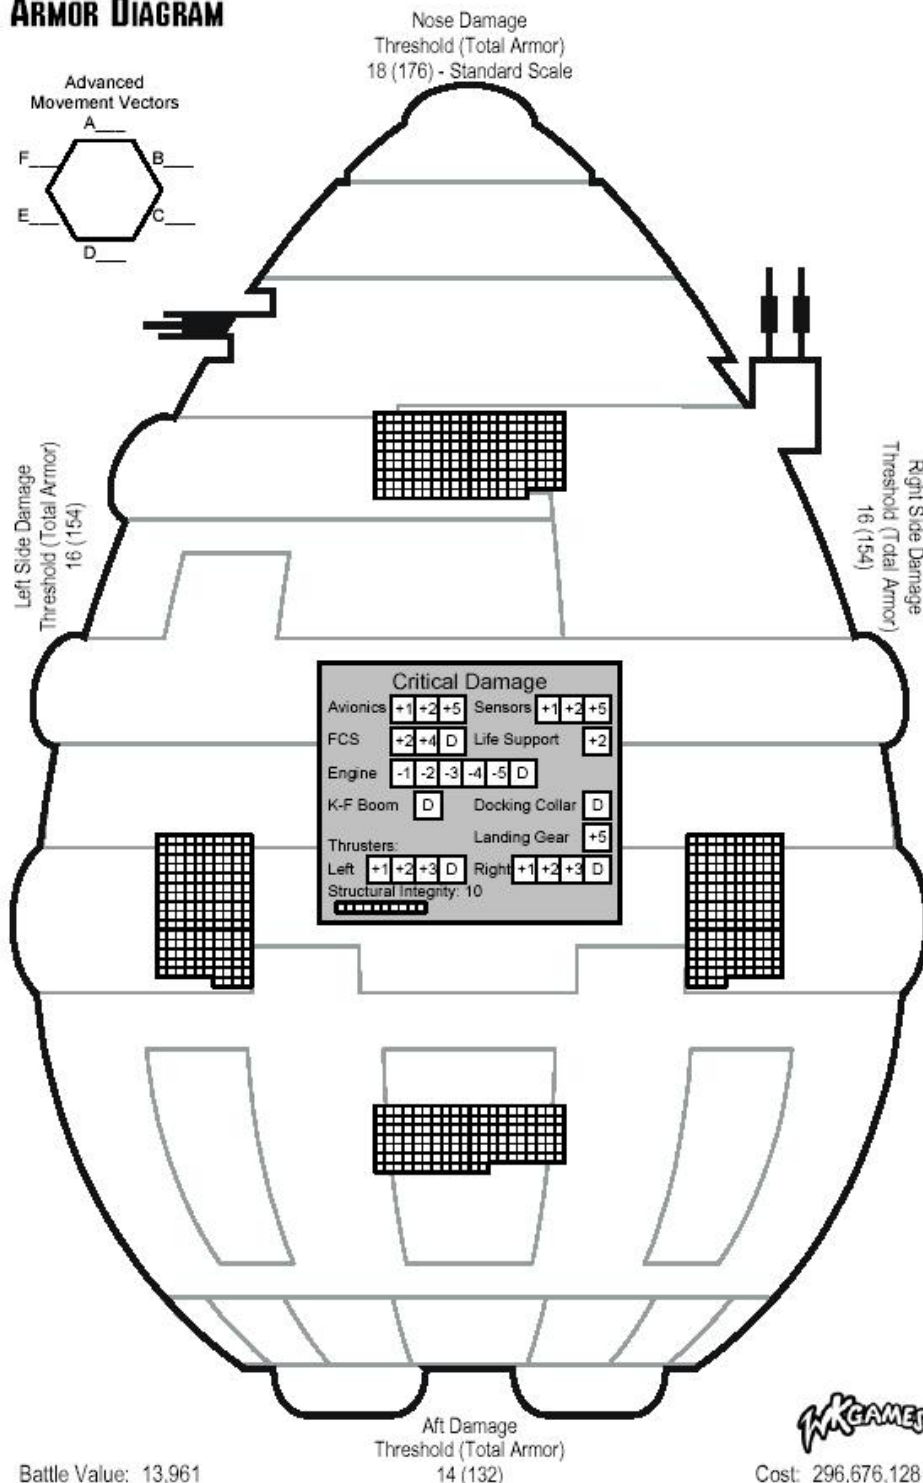 ARMOR DIAGRAM
Nose Damage
Threshold (Total Armor)
18 (176) - Standard Scale
Advanced
Movement Vectors
A___
F___ B___
E___ C___
D___
Left Side Damage
Threshold (Total Armor)
16 (154)
Right Side Damage
Threshold (Total Armor)
16 (154)
Critical Damage
Avionics +1 +2 +5 Sensors +1 +2 +5
FCS +2 +4 D Life Support +2
Engine -1 -2 -3 -4 -5 D
K-F Boom D Docking Collar D
Landing Gear +5
Thrusters:
Left +1 +2 +3 D Right +1 +2 +3 D
Structural Integrity: 10
WKGAMES
Aft Damage
Threshold (Total Armor)
14 (132)
Battle Value: 13,961
Cost: 296,676,128